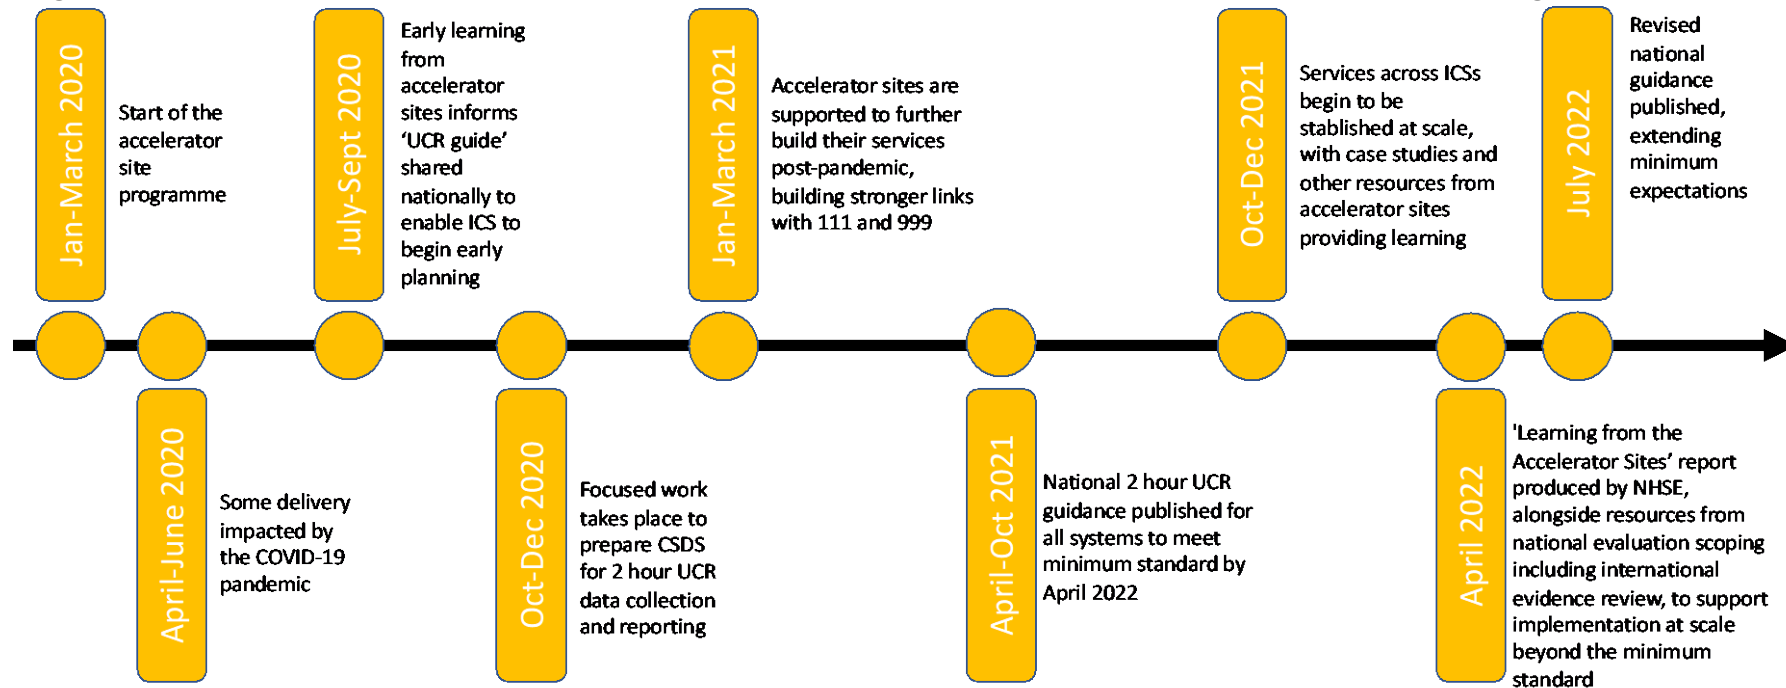 Jan-March 2020
Start of the
accelerator
site
programme
April-June 2020
Some delivery
impacted by
the COVID-19
pandemic
July-Sept 2020
Early learning
from
accelerator
sites informs
‘UCR guide’
shared
nationally to
enable ICS to
begin early
planning
Oct-Dec 2020
Focused work
takes place to
prepare CSDS
for 2 hour UCR
data collection
and reporting
Jan-March 2021
Accelerator sites are
supported to further
build their services
post-pandemic,
building stronger links
with 111 and 999
April-Oct 2021
National 2 hour UCR
guidance published for
all systems to meet
minimum standard by
April 2022
Oct-Dec 2021
Services across ICSs
begin to be
stablished at scale,
with case studies and
other resources from
accelerator sites
providing learning
April 2022
'Learning from the
Accelerator Sites’ report
produced by NHSE,
alongside resources from
national evaluation scoping
including international
evidence review, to support
implementation at scale
beyond the minimum
standard
July 2022
Revised
national
guidance
published,
extending
minimum
expectations